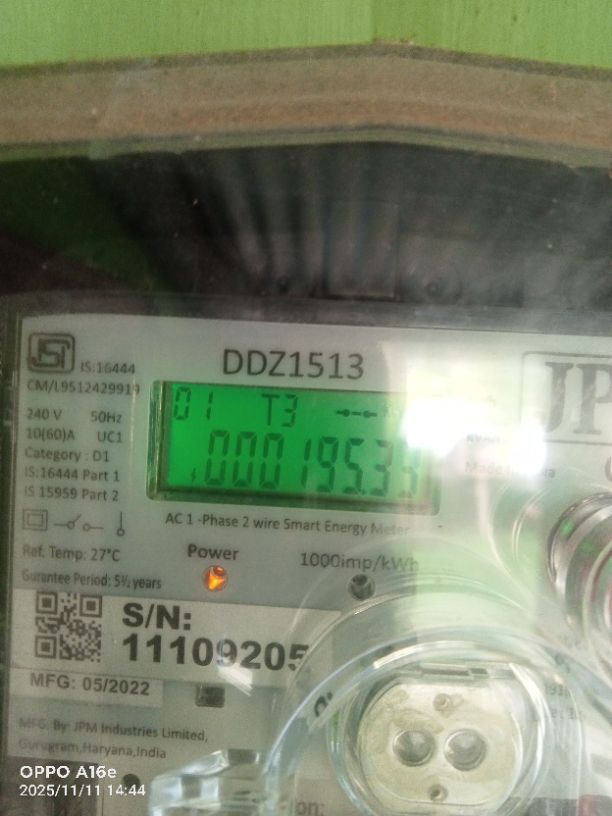 IS:16444
DDZ1513
CM/L9512429919
240 V 50Hz
10(60)A UC1
Category : D1
IS:16444 Part 1
IS 15959 Part 2
01 T3
000195.33
JP
AC 1 -Phase 2 wire Smart Energy Meter
Ref. Temp: 27°C
Power
1000imp/kWh
Gurantee Period: 5½ years
S/N:
11109205
MFG: 05/2022
MFG. By: JPM Industries Limited,
Gurugram,Haryana,India
OPPO A16e
2025/11/11 14:44